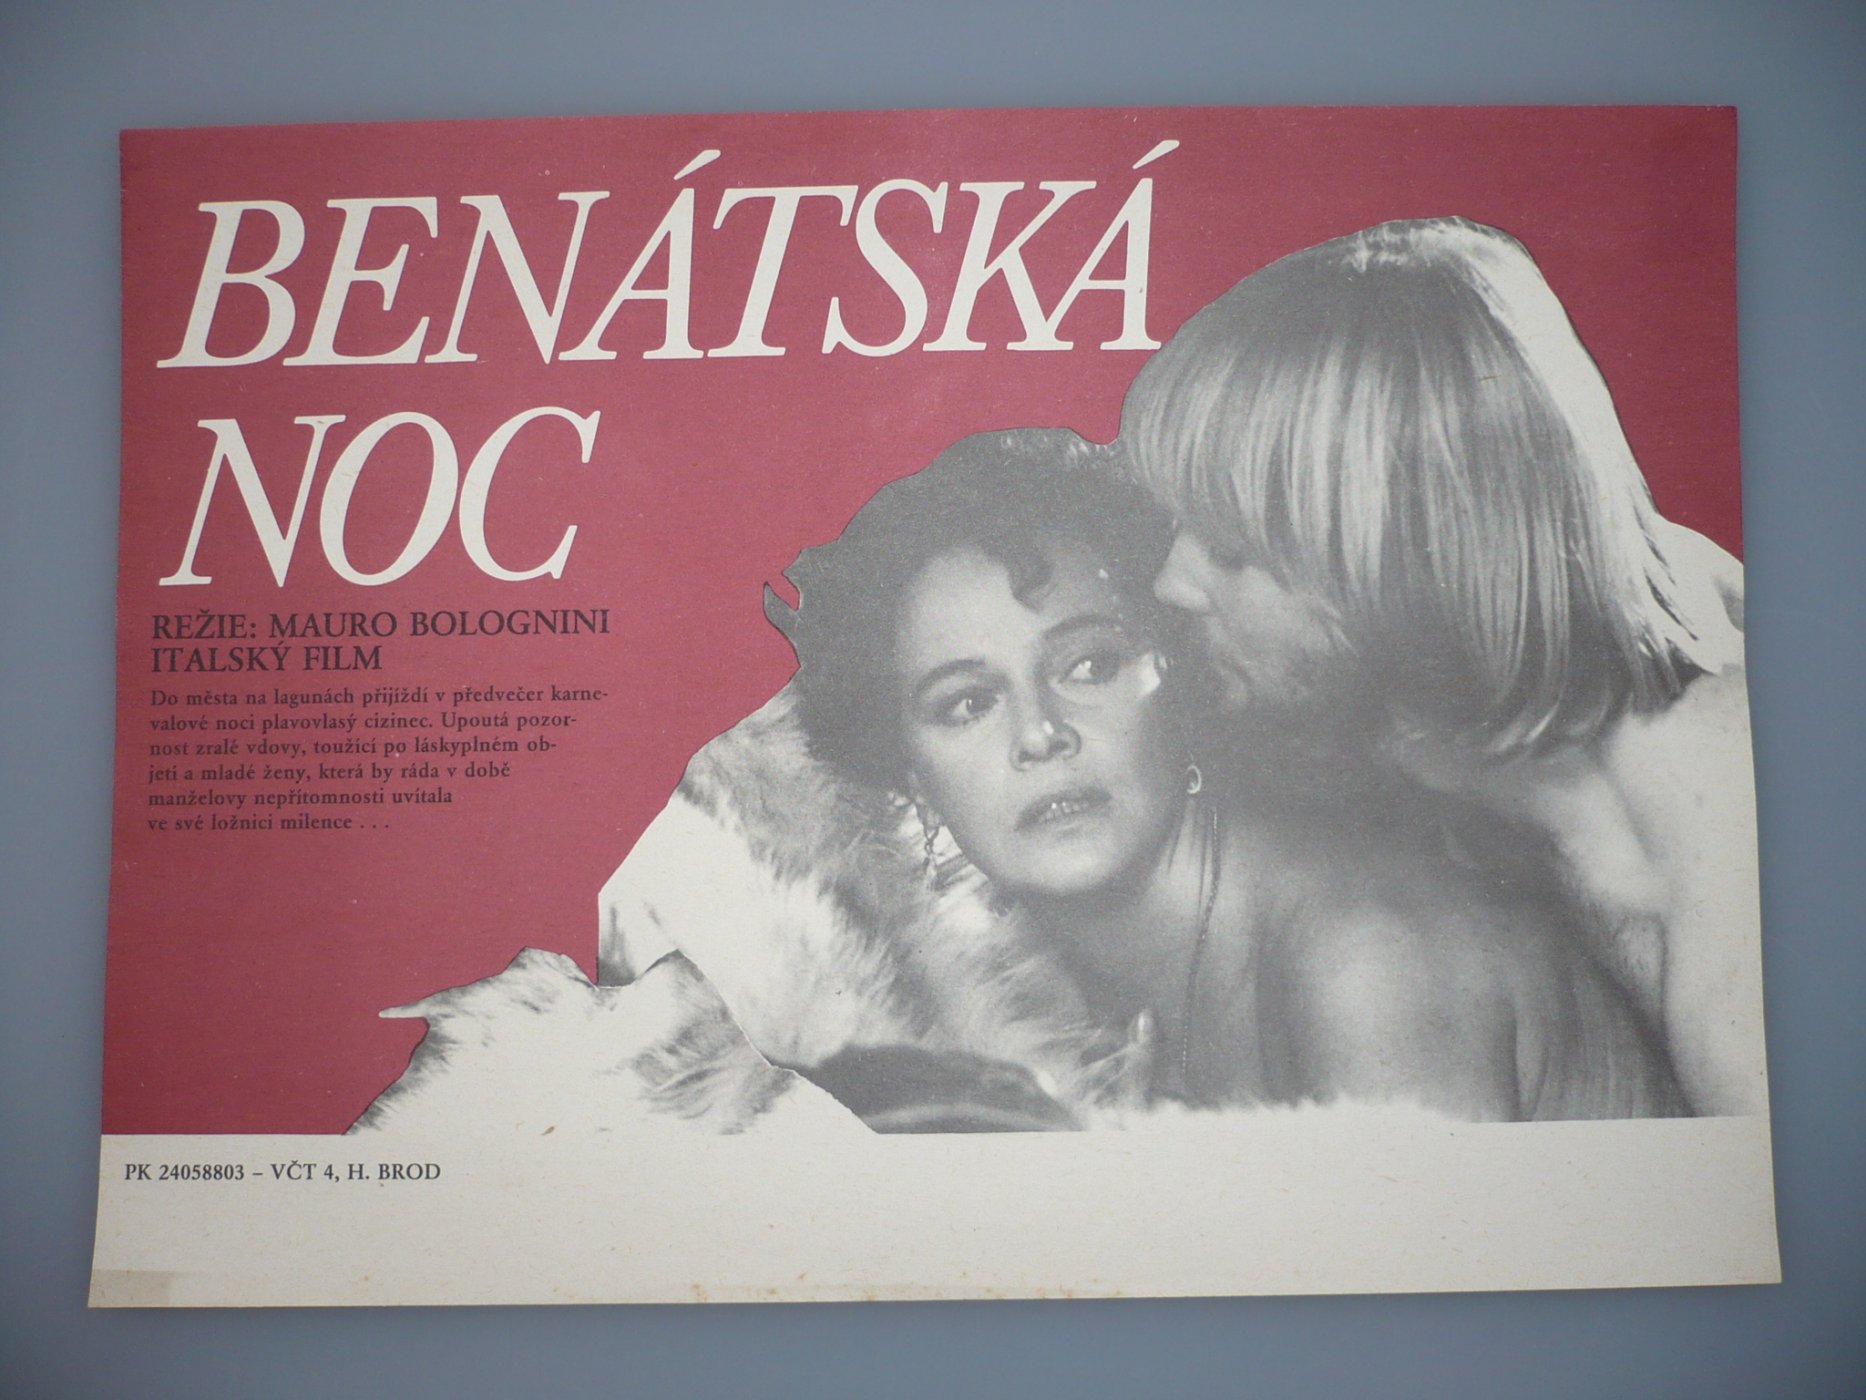 BENÁTSKÁ
NOC
REŽIE: MAURO BOLOGNINI
ITALSKÝ FILM
Do města na lagunách přijíždí v předvečer karne-
valové noci plavovlasý cizinec. Upoutá pozor-
nost zralé vdovy, toužící po láskyplném ob-
jetí a mladé ženy, která by ráda v době
manželovy nepřítomnosti uvítala
ve své ložnici milence . . .
PK 24058803 – VČT 4, H. BROD